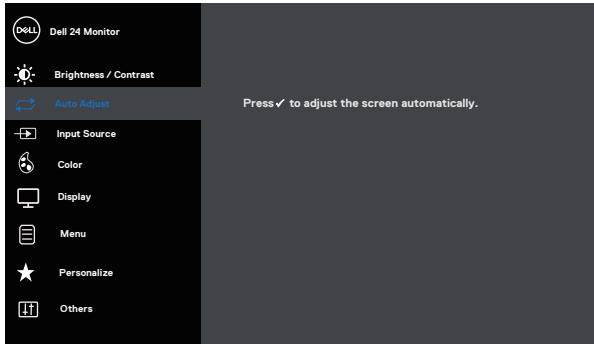 DELL Dell 24 Monitor
Brightness / Contrast
Auto Adjust
Press ✓ to adjust the screen automatically.
Input Source
Color
Display
Menu
Personalize
Others